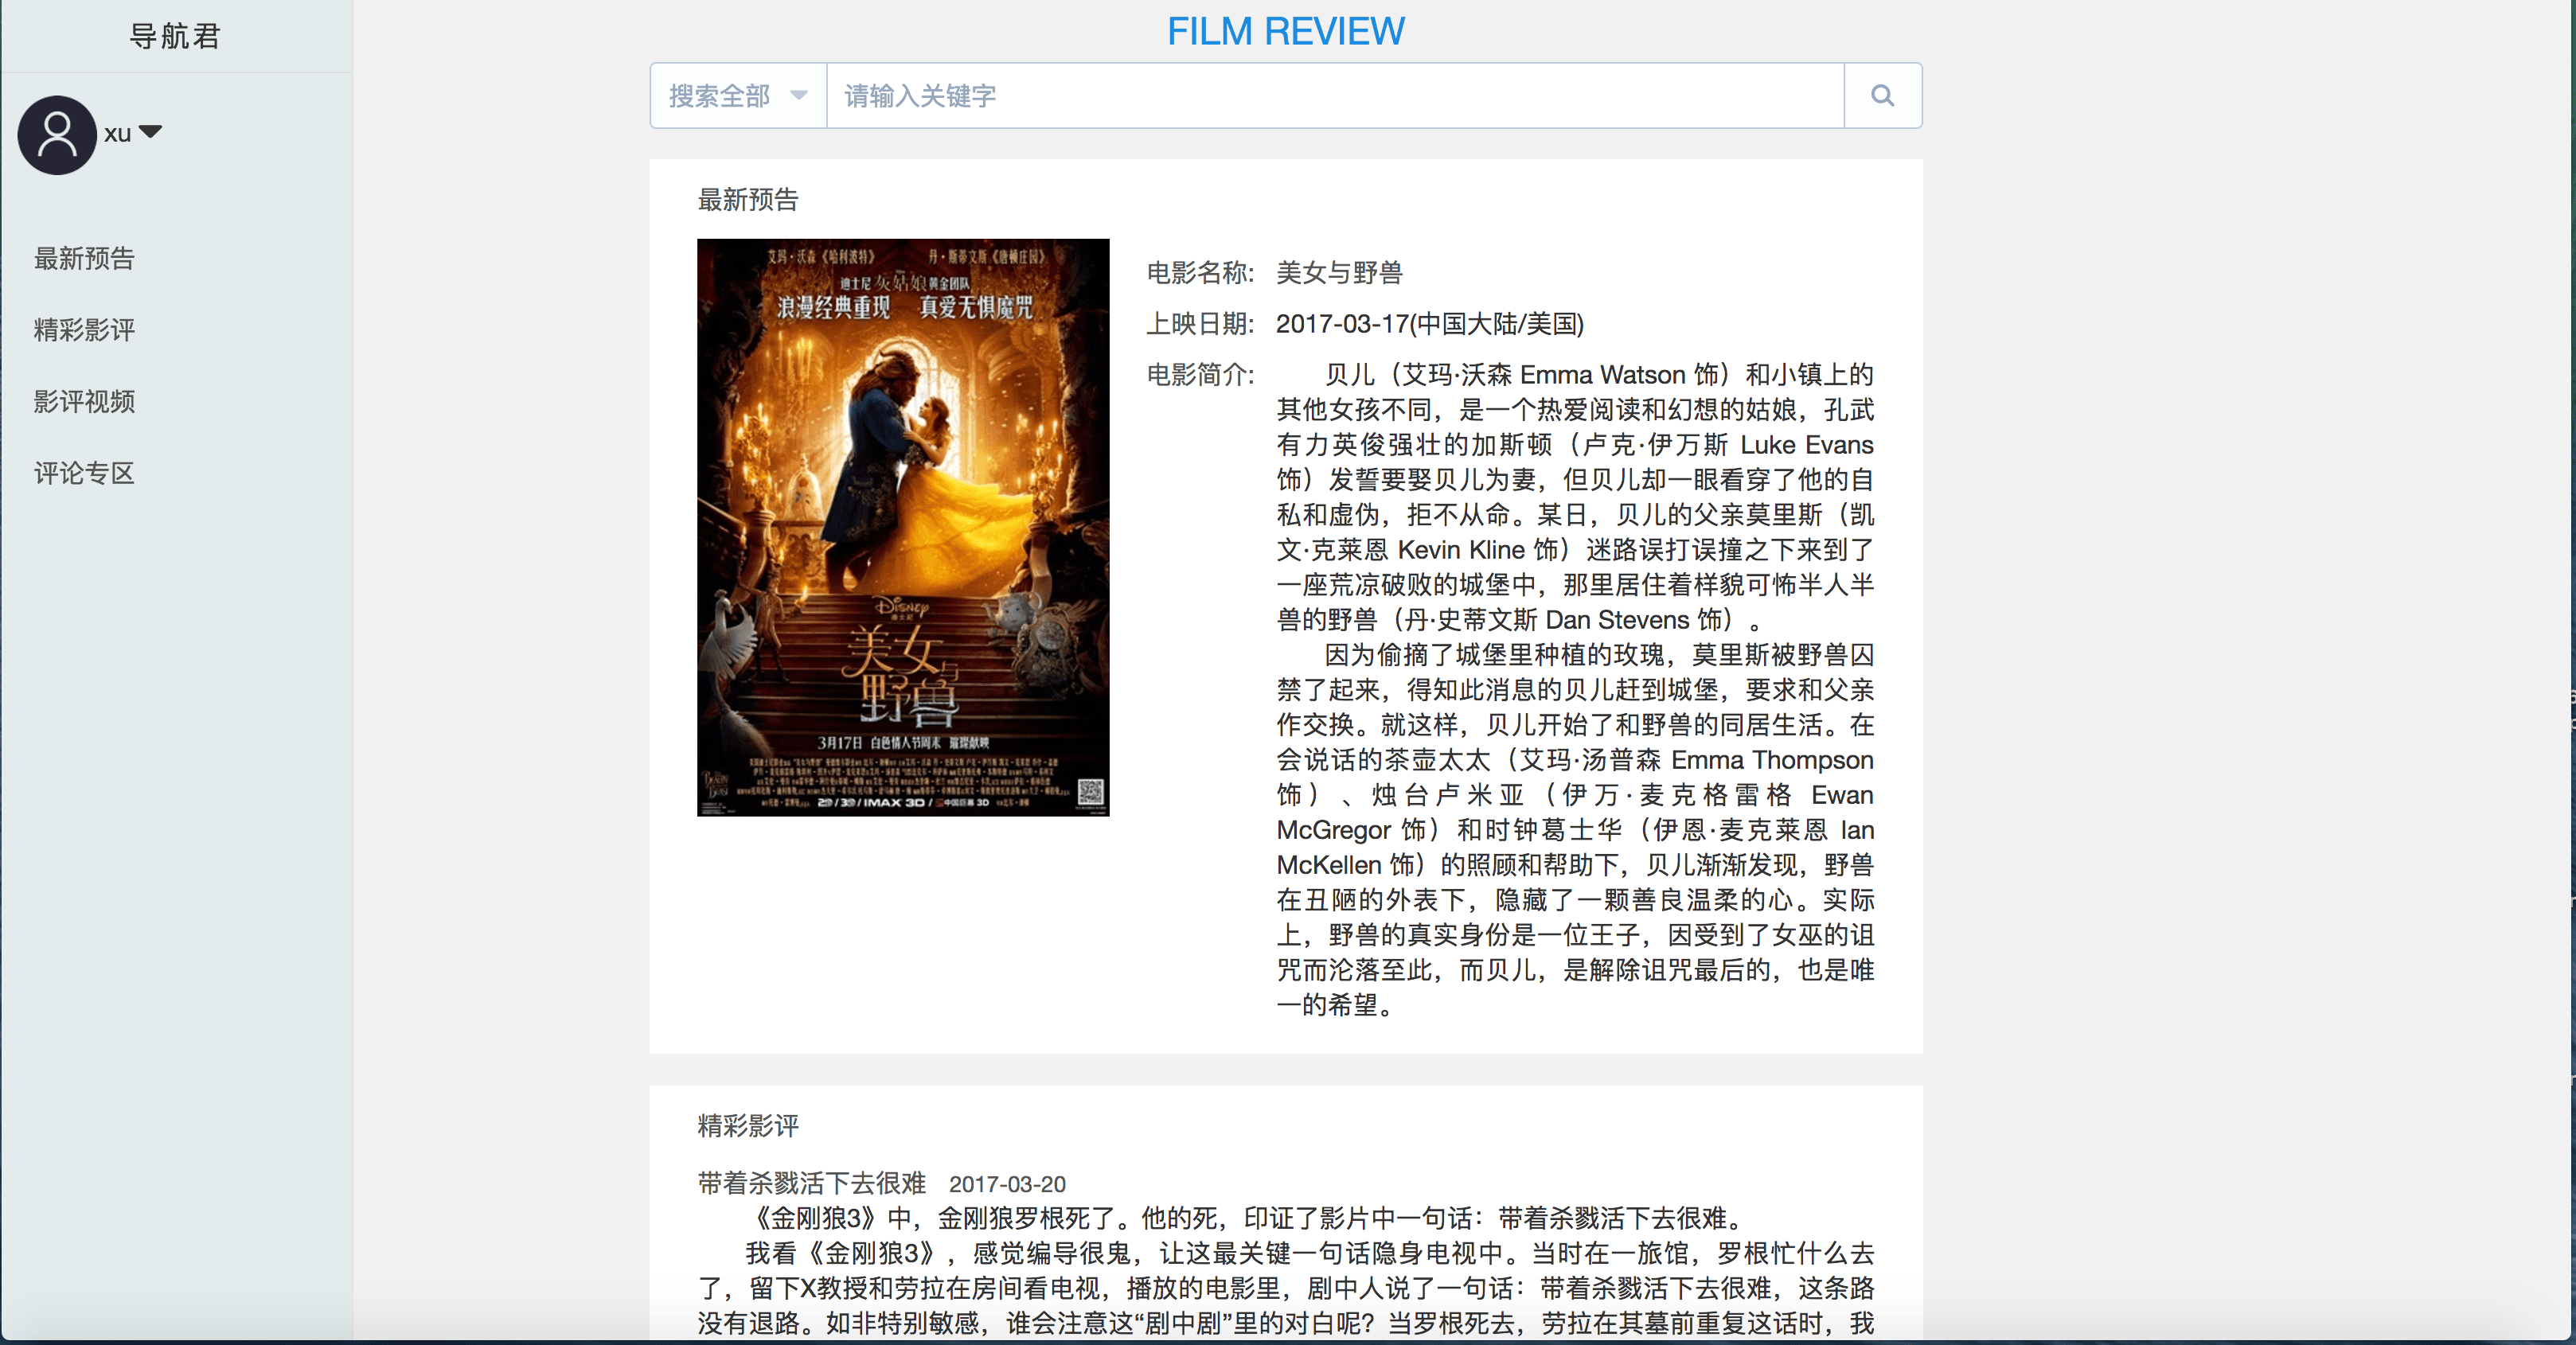 导航君
xu
最新预告
精彩影评
影评视频
评论专区
FILM REVIEW
搜索全部
请输入关键字
最新预告
艾玛·沃森《哈利波特》 丹·斯蒂文斯《唐顿庄园》
迪士尼灰姑娘黄金团队
浪漫经典重现 真爱无惧魔咒
Disney
迪士尼
美女与野兽
3月17日 白色情人节周末 璀璨献映
2D/3D/IMAX 3D/中国巨幕 3D
电影名称: 美女与野兽
上映日期: 2017-03-17(中国大陆/美国)
电影简介: 贝儿（艾玛·沃森 Emma Watson 饰）和小镇上的
其他女孩不同，是一个热爱阅读和幻想的姑娘，孔武
有力英俊强壮的加斯顿（卢克·伊万斯 Luke Evans
饰）发誓要娶贝儿为妻，但贝儿却一眼看穿了他的自
私和虚伪，拒不从命。某日，贝儿的父亲莫里斯（凯
文·克莱恩 Kevin Kline 饰）迷路误打误撞之下来到了
一座荒凉破败的城堡中，那里居住着样貌可怖半人半
兽的野兽（丹·史蒂文斯 Dan Stevens 饰）。
因为偷摘了城堡里种植的玫瑰，莫里斯被野兽囚
禁了起来，得知此消息的贝儿赶到城堡，要求和父亲
作交换。就这样，贝儿开始了和野兽的同居生活。在
会说话的茶壶太太（艾玛·汤普森 Emma Thompson
饰）、烛台卢米亚（伊万·麦克格雷格 Ewan
McGregor 饰）和时钟葛士华（伊恩·麦克莱恩 Ian
McKellen 饰）的照顾和帮助下，贝儿渐渐发现，野兽
在丑陋的外表下，隐藏了一颗善良温柔的心。实际
上，野兽的真实身份是一位王子，因受到了女巫的诅
咒而沦落至此，而贝儿，是解除诅咒最后的，也是唯
一的希望。
精彩影评
带着杀戮活下去很难 2017-03-20
《金刚狼3》中，金刚狼罗根死了。他的死，印证了影片中一句话：带着杀戮活下去很难。
我看《金刚狼3》，感觉编导很鬼，让这最关键一句话隐身电视中。当时在一旅馆，罗根忙什么去
了，留下X教授和劳拉在房间看电视，播放的电影里，剧中人说了一句话：带着杀戮活下去很难，这条路
没有退路。如非特别敏感，谁会注意这“剧中剧”里的对白呢？当罗根死去，劳拉在其墓前重复这话时，我